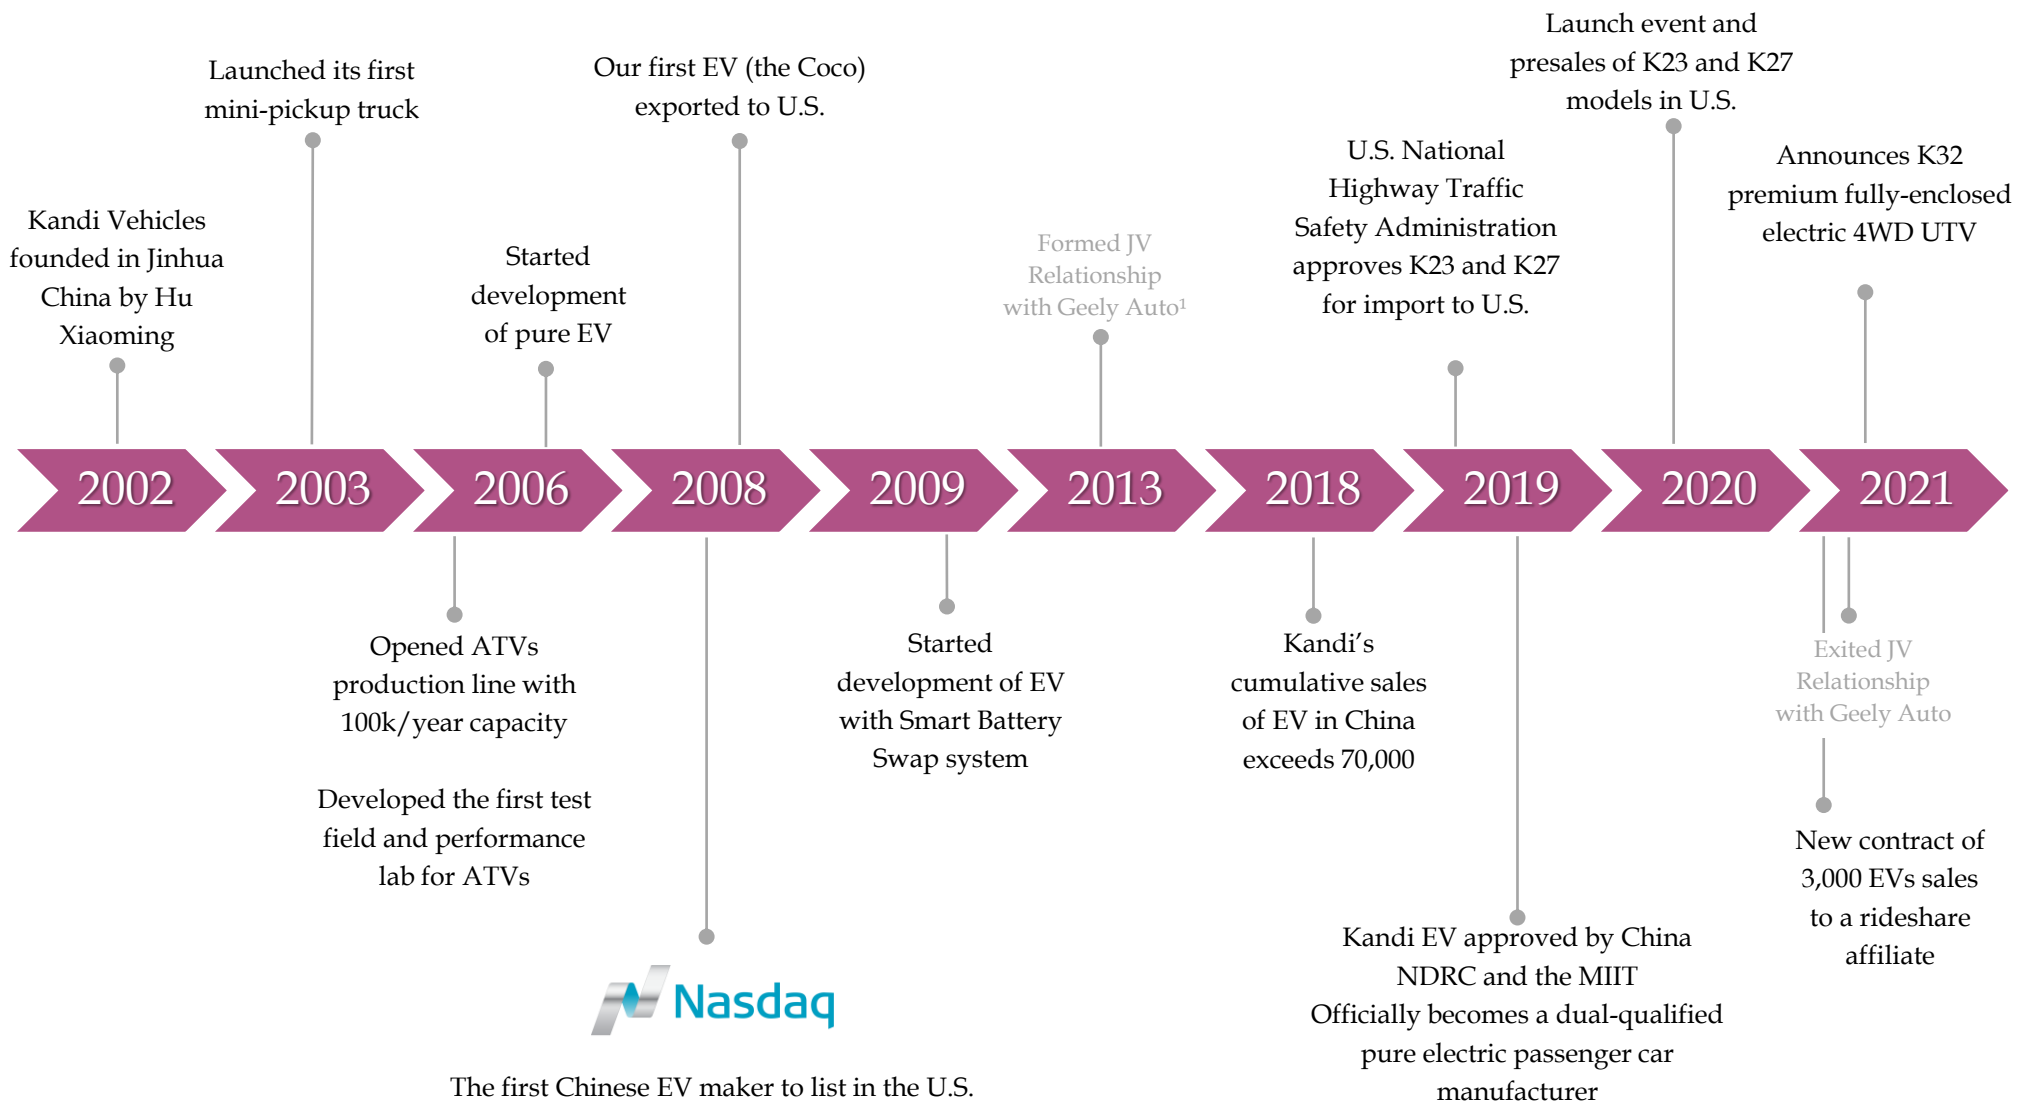 Kandi Vehicles
founded in Jinhua
China by Hu
Xiaoming
Launched its first
mini-pickup truck
Started
development
of pure EV
Our first EV (the Coco)
exported to U.S.
Formed JV
Relationship
with Geely Auto¹
U.S. National
Highway Traffic
Safety Administration
approves K23 and K27
for import to U.S.
Launch event and
presales of K23 and K27
models in U.S.
Announces K32
premium fully-enclosed
electric 4WD UTV
2002
2003
2006
2008
2009
2013
2018
2019
2020
2021
Opened ATVs
production line with
100k/year capacity
Developed the first test
field and performance
lab for ATVs
Nasdaq
The first Chinese EV maker to list in the U.S.
Started
development of EV
with Smart Battery
Swap system
Kandi’s
cumulative sales
of EV in China
exceeds 70,000
Kandi EV approved by China
NDRC and the MIIT
Officially becomes a dual-qualified
pure electric passenger car
manufacturer
Exited JV
Relationship
with Geely Auto
New contract of
3,000 EVs sales
to a rideshare
affiliate